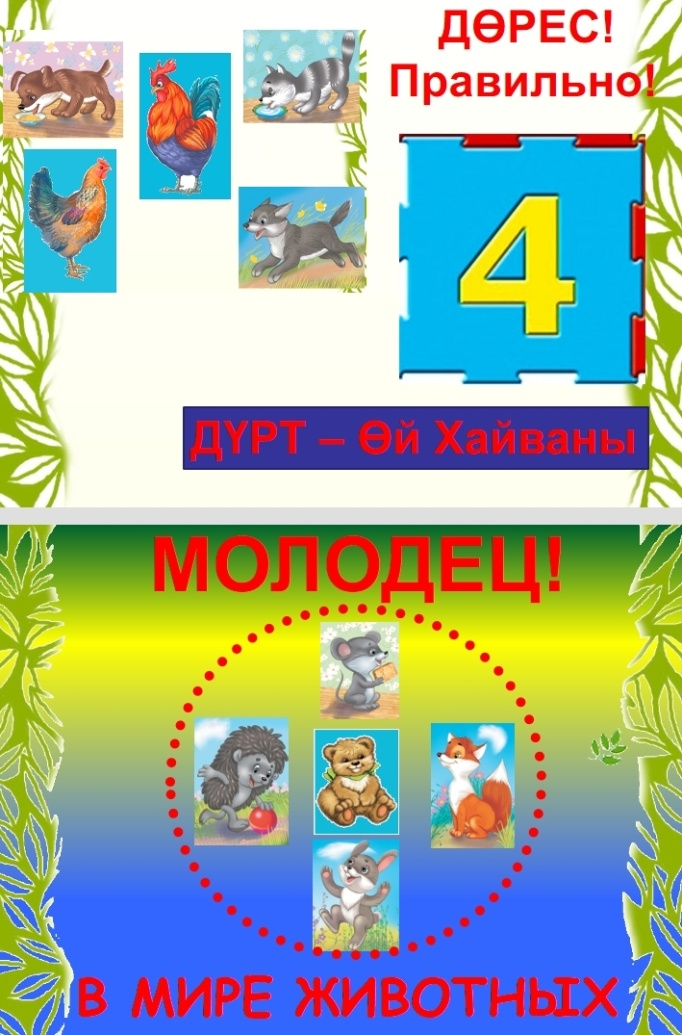 ДӨРЕС!
Правильно!
4
ДҮРТ – Өй Хайваны
МОЛОДЕЦ!
В МИРЕ ЖИВОТНЫХ